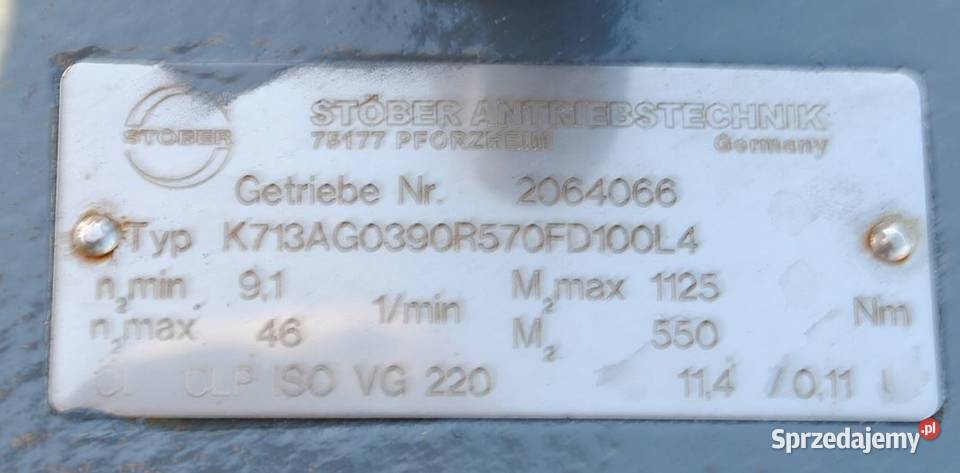 STÖBER
STÖBER ANTRIEBSTECHNIK
75177 PFORZHEIM Germany
Getriebe Nr. 2064066
Typ K713AG0390R570FD100L4
n₂min 9,1 1/min M₂max 1125 Nm
n₂max 46 M₂ 550
CLP ISO VG 220 11,4 / 0,11 l
Sprzedajemy.pl